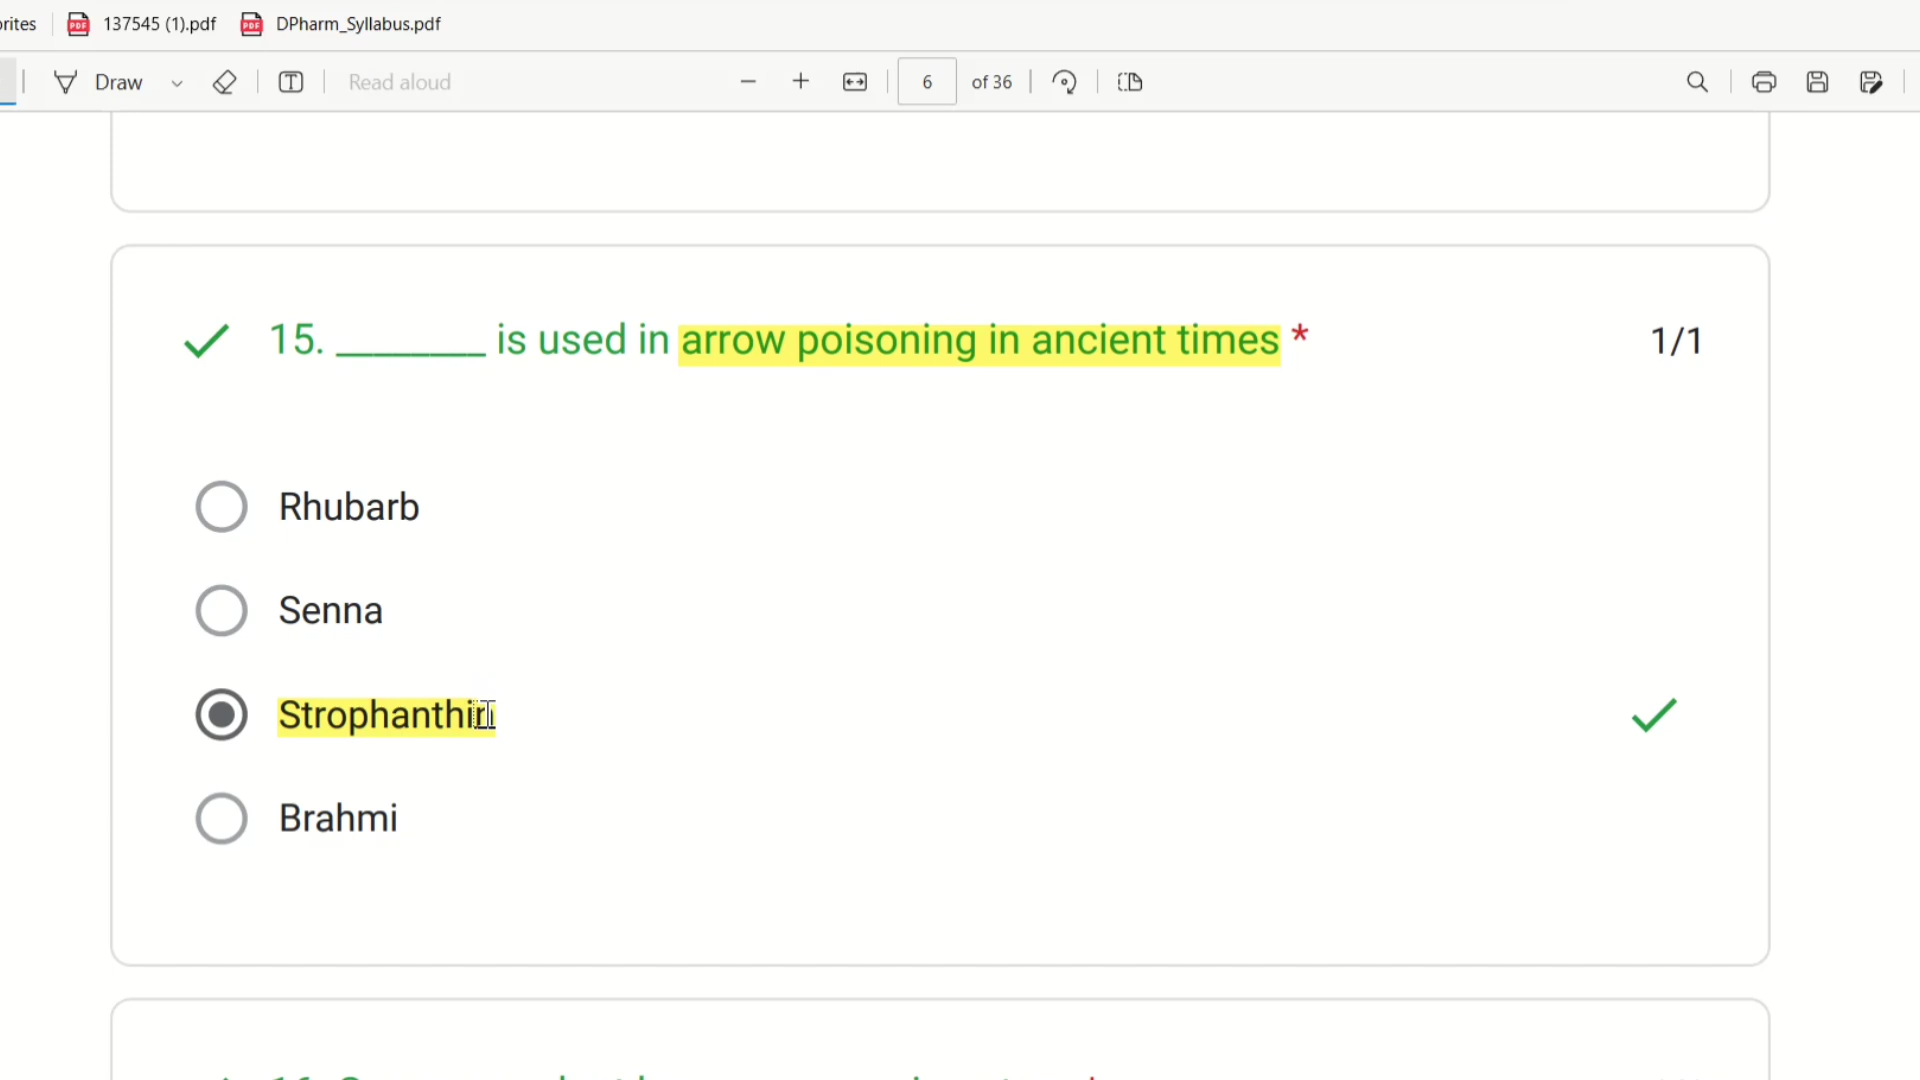 orites 137545 (1).pdf DPharm_Syllabus.pdf
Draw Read aloud 6 of 36
15. ________ is used in arrow poisoning in ancient times * 1/1
Rhubarb
Senna
Strophanthin
Brahmi